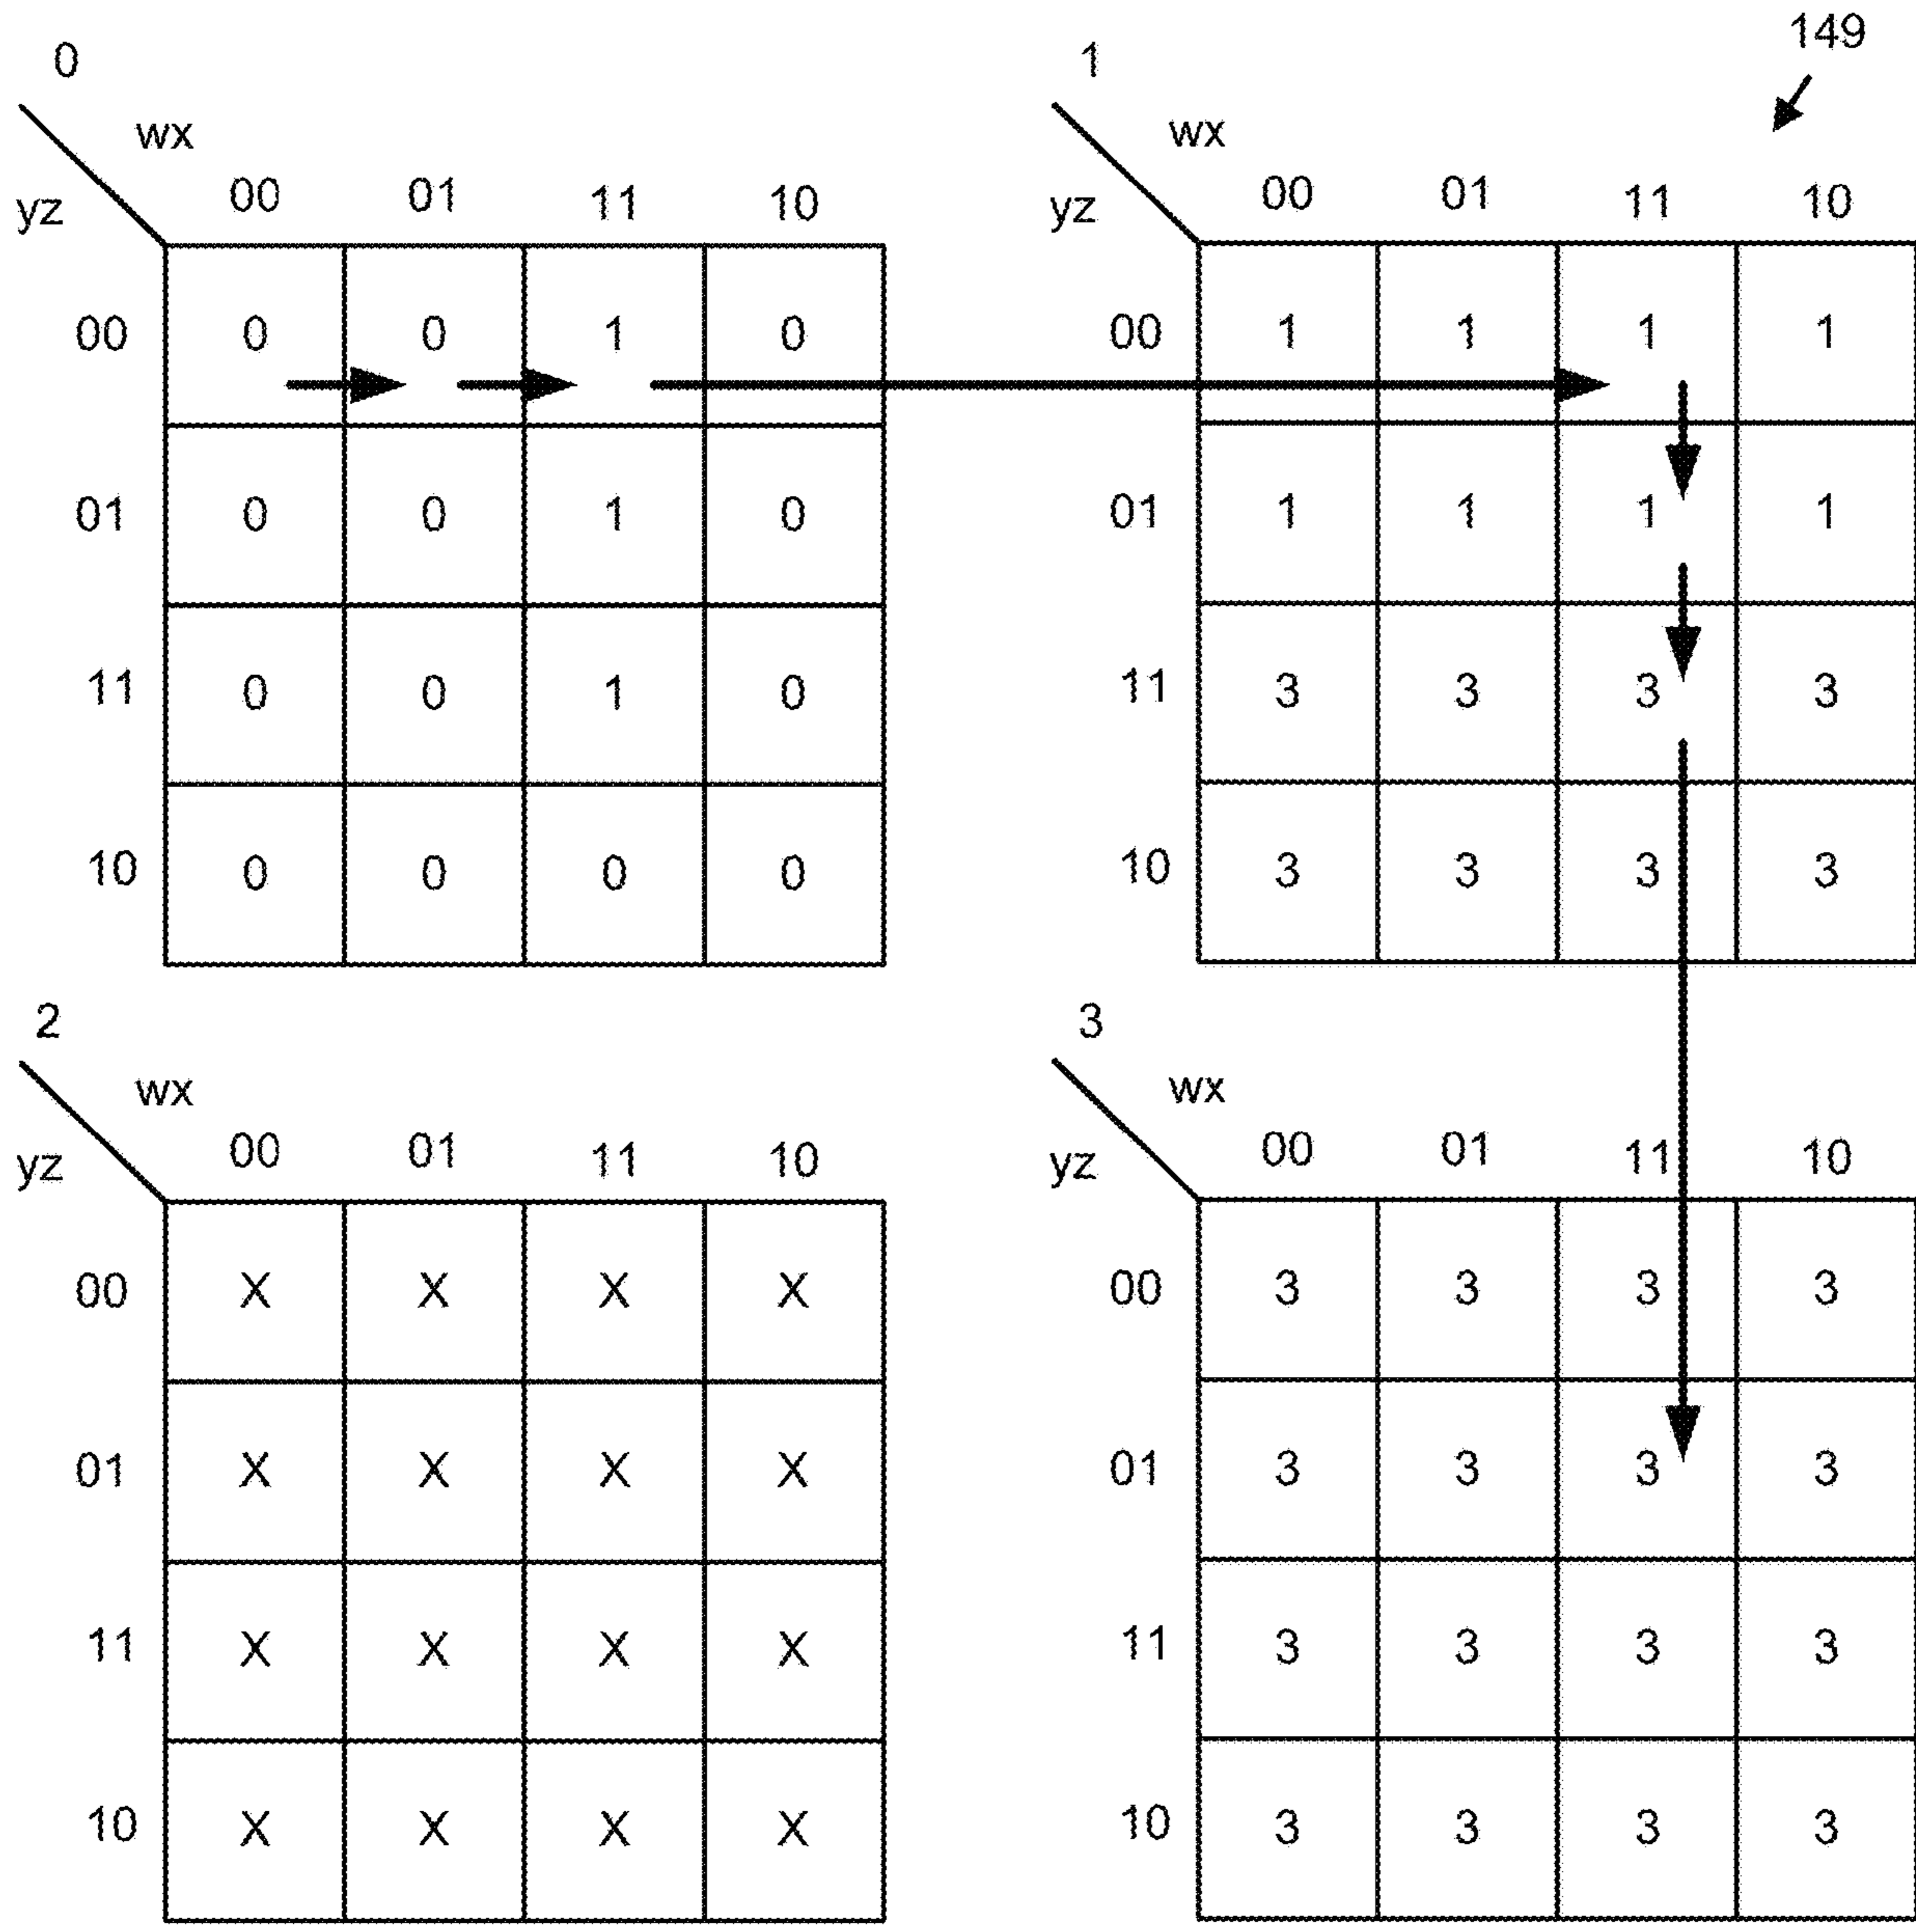 149
0
wx
yz
00 01 11 10
00 0 0 1 0
01 0 0 1 0
11 0 0 1 0
10 0 0 0 0
1
wx
yz
00 01 11 10
00 1 1 1 1
01 1 1 1 1
11 3 3 3 3
10 3 3 3 3
2
wx
yz
00 01 11 10
00 X X X X
01 X X X X
11 X X X X
10 X X X X
3
wx
yz
00 01 11 10
00 3 3 3 3
01 3 3 3 3
11 3 3 3 3
10 3 3 3 3